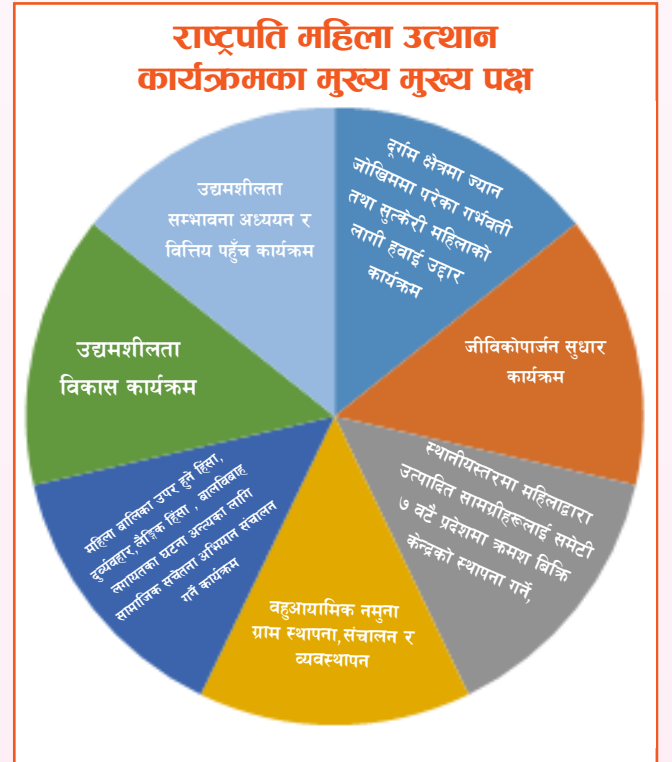 राष्ट्रपति महिला उत्थान
कार्यक्रमका मुख्य मुख्य पक्ष
दूर्गम क्षेत्रमा ज्यान
जोखिममा परेका गर्भवती
तथा सुत्केरी महिलाको
लागी हवाई उद्दार
कार्यक्रम
जीविकोपार्जन सुधार
कार्यक्रम
स्थानीयस्तरमा महिलाद्वारा
उत्पादित सामग्रीहरूलाई समेटी
७ वटै प्रदेशमा क्रमश बिक्रि
केन्द्रको स्थापना गर्ने,
वहुआयामिक नमुना
ग्राम स्थापना,संचालन र
व्यवस्थापन
महिला बालिका उपर हुने हिंसा,
दुर्व्यवहार,लैङ्गिक हिंसा , बालविबाह
लगायतका घटना अन्त्यका लागि
सामाजिक सचेतना अभियान संचालन
गर्ने कार्यक्रम
उद्यमशीलता
विकास कार्यक्रम
उद्यमशीलता
सम्भावना अध्ययन र
वित्तिय पहुँच कार्यक्रम